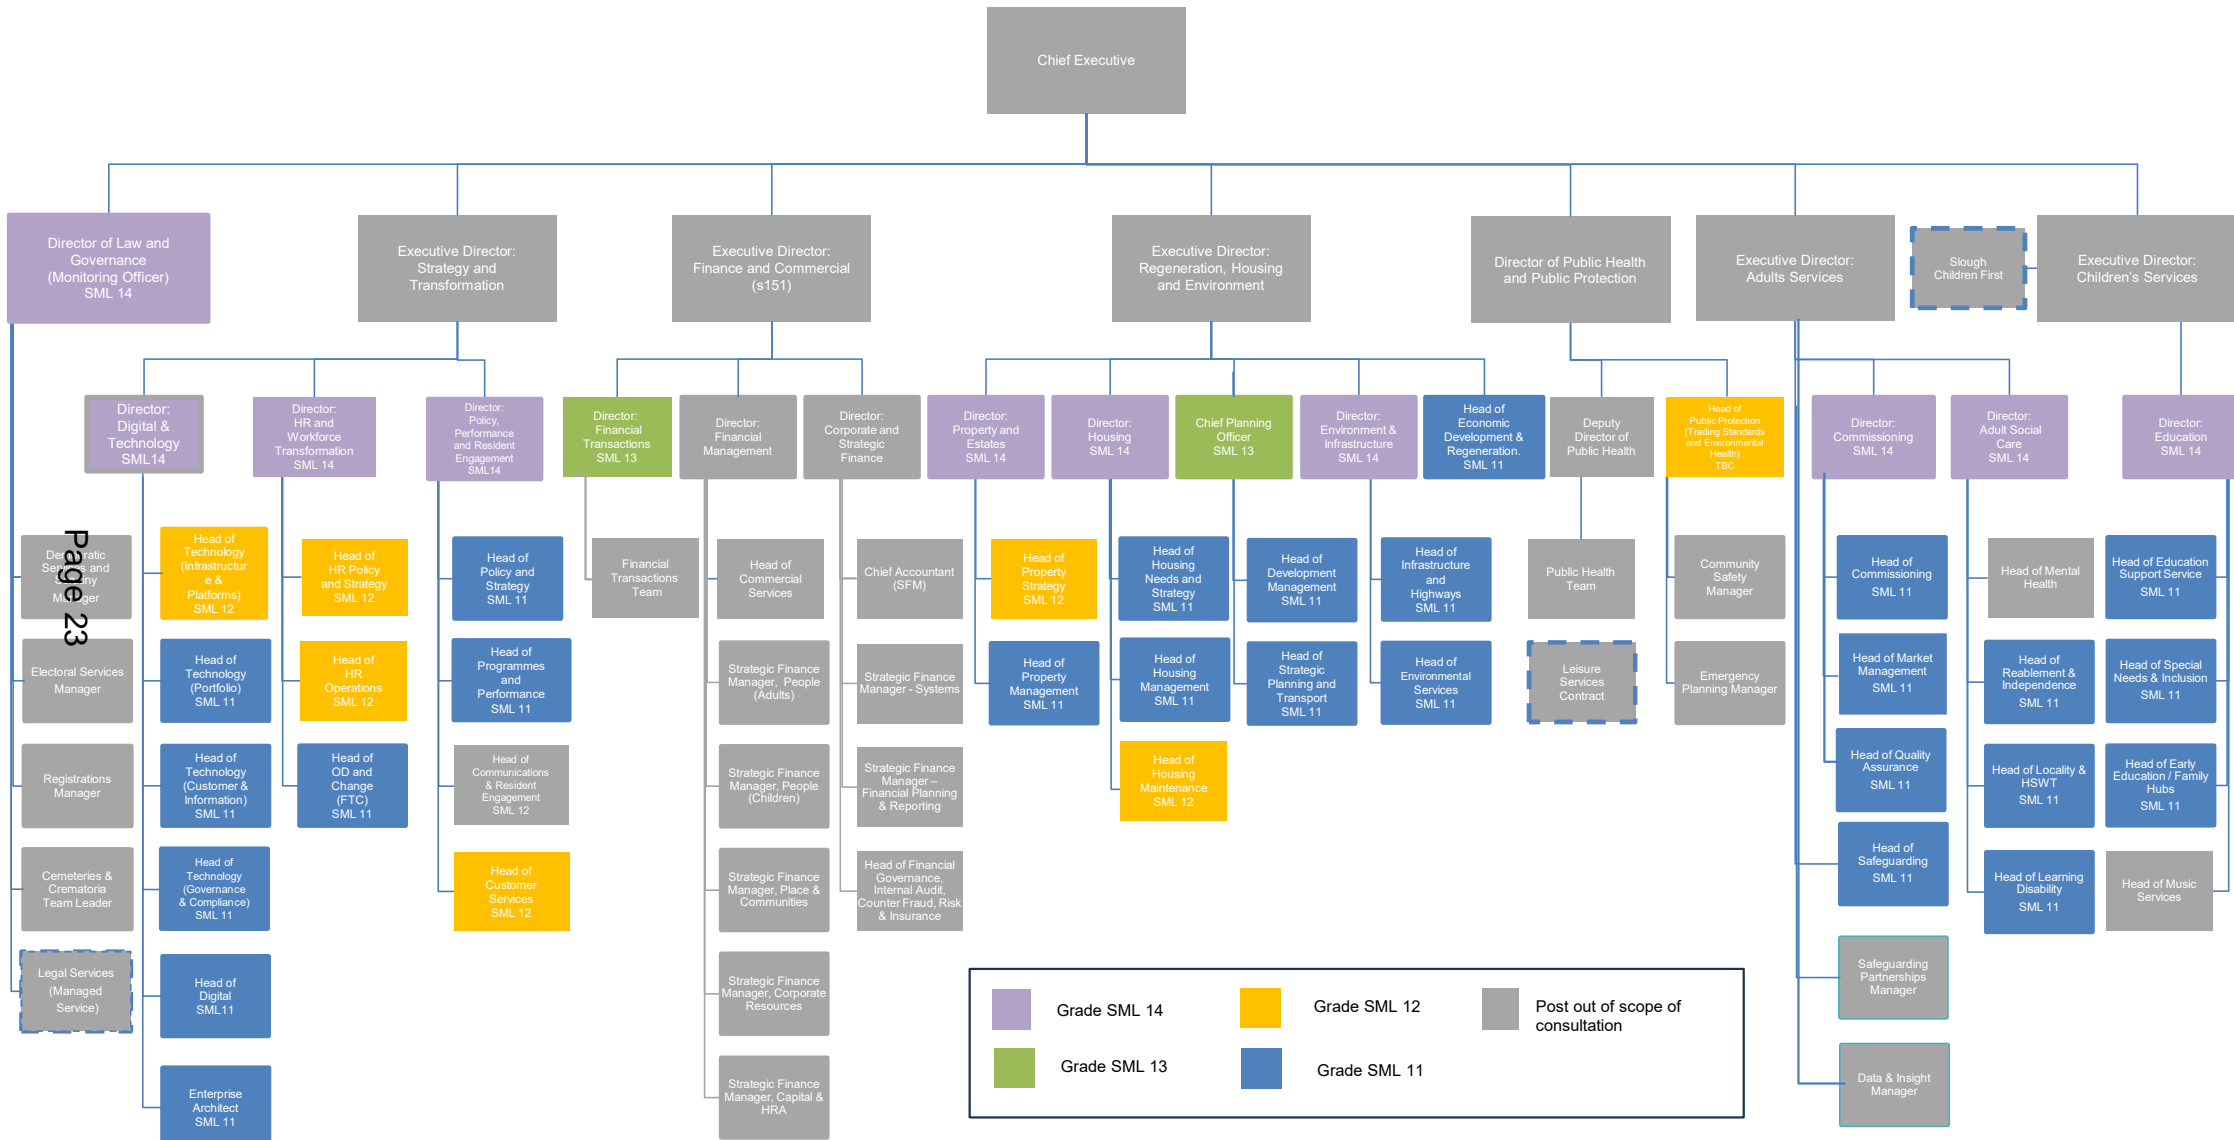 Chief Executive
Director of Law and
Governance
(Monitoring Officer)
SML 14
Executive Director:
Strategy and
Transformation
Executive Director:
Finance and Commercial
(s151)
Executive Director:
Regeneration, Housing
and Environment
Director of Public Health
and Public Protection
Executive Director:
Adults Services
Slough
Children First
Executive Director:
Children's Services
Director:
Digital &
Technology
SML14
Director:
HR and
Workforce
Transformation
SML 14
Director:
Policy,
Performance
and Resident
Engagement
SML14
Director:
Financial
Transactions
SML 13
Director:
Financial
Management
Director:
Corporate and
Strategic
Finance
Director:
Property and
Estates
SML 14
Director:
Housing
SML 14
Chief Planning
Officer
SML 13
Director:
Environment &
Infrastructure
SML 14
Head of
Economic
Development &
Regeneration.
SML 11
Deputy
Director of
Public Health
Head of
Public Protection
(Trading Standards
and Environmental
Health)
TBC
Director:
Commissioning
SML 14
Director:
Adult Social
Care
SML 14
Director:
Education
SML 14
Page 23
Democratic
Services and
Scrutiny
Manager
Electoral Services
Manager
Registrations
Manager
Cemeteries &
Crematoria
Team Leader
Legal Services
(Managed
Service)
Head of
Technology
(Infrastructur
e &
Platforms)
SML 12
Head of
Technology
(Portfolio)
SML 11
Head of
Technology
(Customer &
Information)
SML 11
Head of
Technology
(Governance
& Compliance)
SML 11
Head of
Digital
SML11
Enterprise
Architect
SML 11
Head of
HR Policy
and Strategy
SML 12
Head of
HR
Operations
SML 12
Head of
OD and
Change
(FTC)
SML 11
Head of
Policy and
Strategy
SML 11
Head of
Programmes
and
Performance
SML 11
Head of
Communications
& Resident
Engagement
SML 12
Head of
Customer
Services
SML 12
Financial
Transactions
Team
Head of
Commercial
Services
Strategic Finance
Manager, People
(Adults)
Strategic Finance
Manager, People
(Children)
Strategic Finance
Manager, Place &
Communities
Strategic Finance
Manager, Corporate
Resources
Strategic Finance
Manager, Capital &
HRA
Chief Accountant
(SFM)
Strategic Finance
Manager - Systems
Strategic Finance
Manager –
Financial Planning
& Reporting
Head of Financial
Governance,
Internal Audit,
Counter Fraud, Risk
& Insurance
Head of
Property
Strategy
SML 12
Head of
Property
Management
SML 11
Head of
Housing
Needs and
Strategy
SML 11
Head of
Housing
Management
SML 11
Head of
Housing
Maintenance
SML 12
Head of
Development
Management
SML 11
Head of
Strategic
Planning and
Transport
SML 11
Head of
Infrastructure
and
Highways
SML 11
Head of
Environmental
Services
SML 11
Public Health
Team
Leisure
Services
Contract
Community
Safety
Manager
Emergency
Planning Manager
Head of
Commissioning
SML 11
Head of Market
Management
SML 11
Head of Quality
Assurance
SML 11
Head of
Safeguarding
SML 11
Safeguarding
Partnerships
Manager
Data & Insight
Manager
Head of Mental
Health
Head of
Reablement &
Independence
SML 11
Head of Locality &
HSWT
SML 11
Head of Learning
Disability
SML 11
Head of Education
Support Service
SML 11
Head of Special
Needs & Inclusion
SML 11
Head of Early
Education / Family
Hubs
SML 11
Head of Music
Services
Grade SML 14
Grade SML 12
Post out of scope of
consultation
Grade SML 13
Grade SML 11